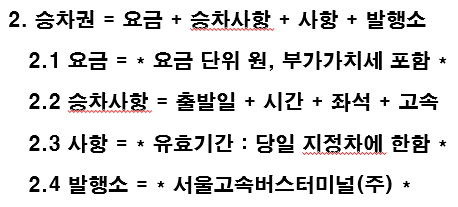 2. 승차권 = 요금 + 승차사항 + 사항 + 발행소
2.1 요금 = * 요금 단위 원, 부가가치세 포함 *
2.2 승차사항 = 출발일 + 시간 + 좌석 + 고속
2.3 사항 = * 유효기간 : 당일 지정차에 한함 *
2.4 발행소 = * 서울고속버스터미널(주) *